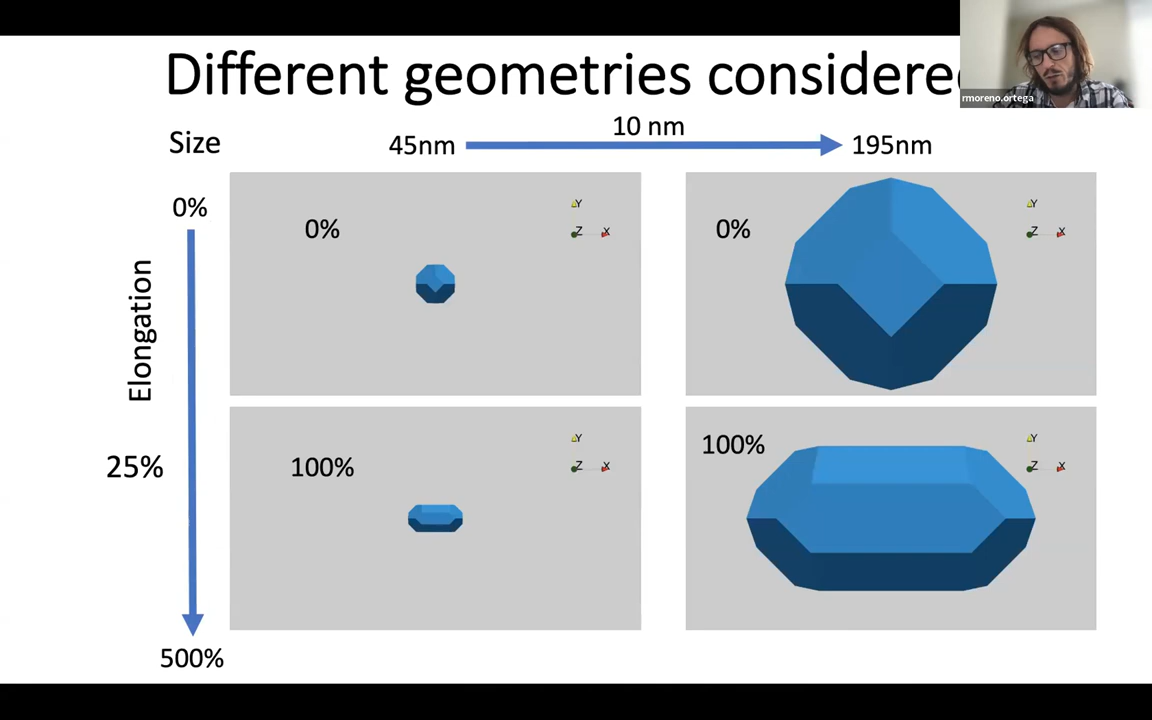 Different geometries considere
rmoreno.ortega
Size
45nm
10 nm
195nm
0%
Elongation
25%
500%
0%
Y
Z
X
0%
Y
Z
X
100%
Y
Z
X
100%
Y
Z
X